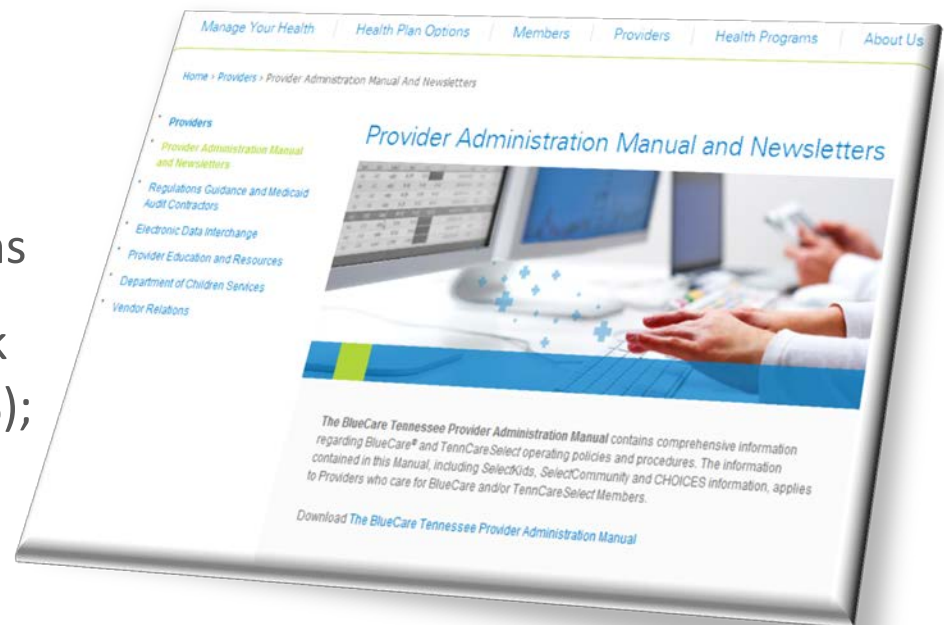 Manage Your Health Health Plan Options Members Providers Health Programs About Us
Home › Providers › Provider Administration Manual And Newsletters
Providers
Provider Administration Manual
and Newsletters
Regulations Guidance and Medicaid
Audit Contractors
Electronic Data Interchange
Provider Education and Resources
Department of Children Services
Vendor Relations
Provider Administration Manual and Newsletters
The BlueCare Tennessee Provider Administration Manual contains comprehensive information
regarding BlueCare® and TennCareSelect operating policies and procedures. The information
contained in this Manual, including SelectKids, SelectCommunity and CHOICES information, applies
to Providers who care for BlueCare and/or TennCareSelect Members.
Download The BlueCare Tennessee Provider Administration Manual
);